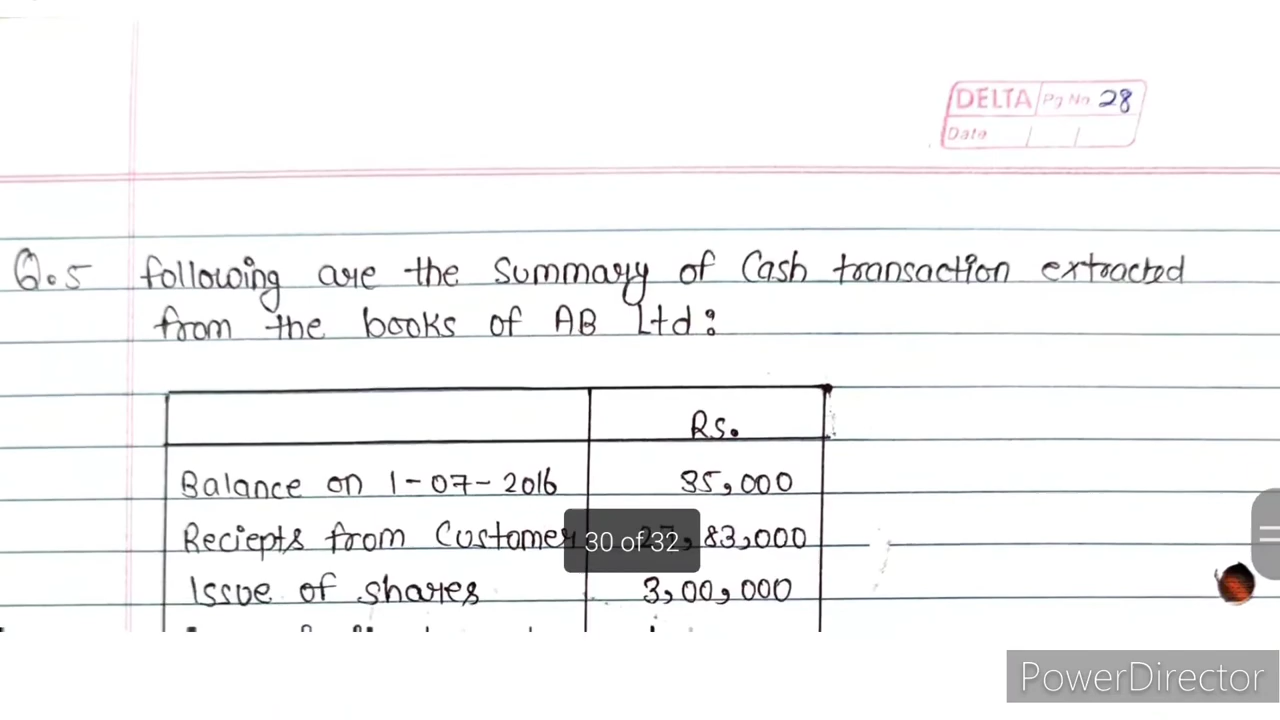 DELTA Pg No. 28
Date
Q.5 following are the summary of Cash transaction extracted
from the books of AB Ltd:
Rs.
Balance on 1-07-2016 35,000
Reciepts from Customer 27,83,000
30 of 32
Issue of shares 3,00,000
PowerDirector